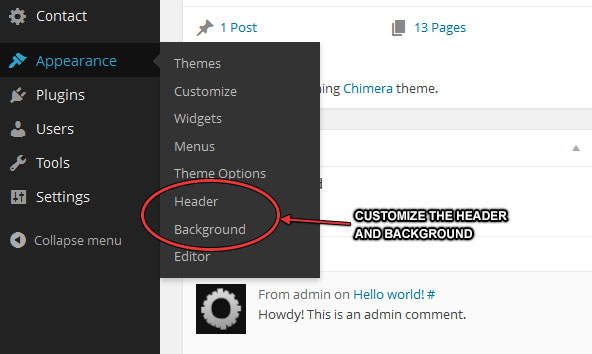 Contact
Appearance
Plugins
Users
Tools
Settings
Collapse menu
Themes
Customize
Widgets
Menus
Theme Options
Header
Background
Editor
1 Post
13 Pages
Chimera theme.
CUSTOMIZE THE HEADER
AND BACKGROUND
From admin on Hello world! #
Howdy! This is an admin comment.